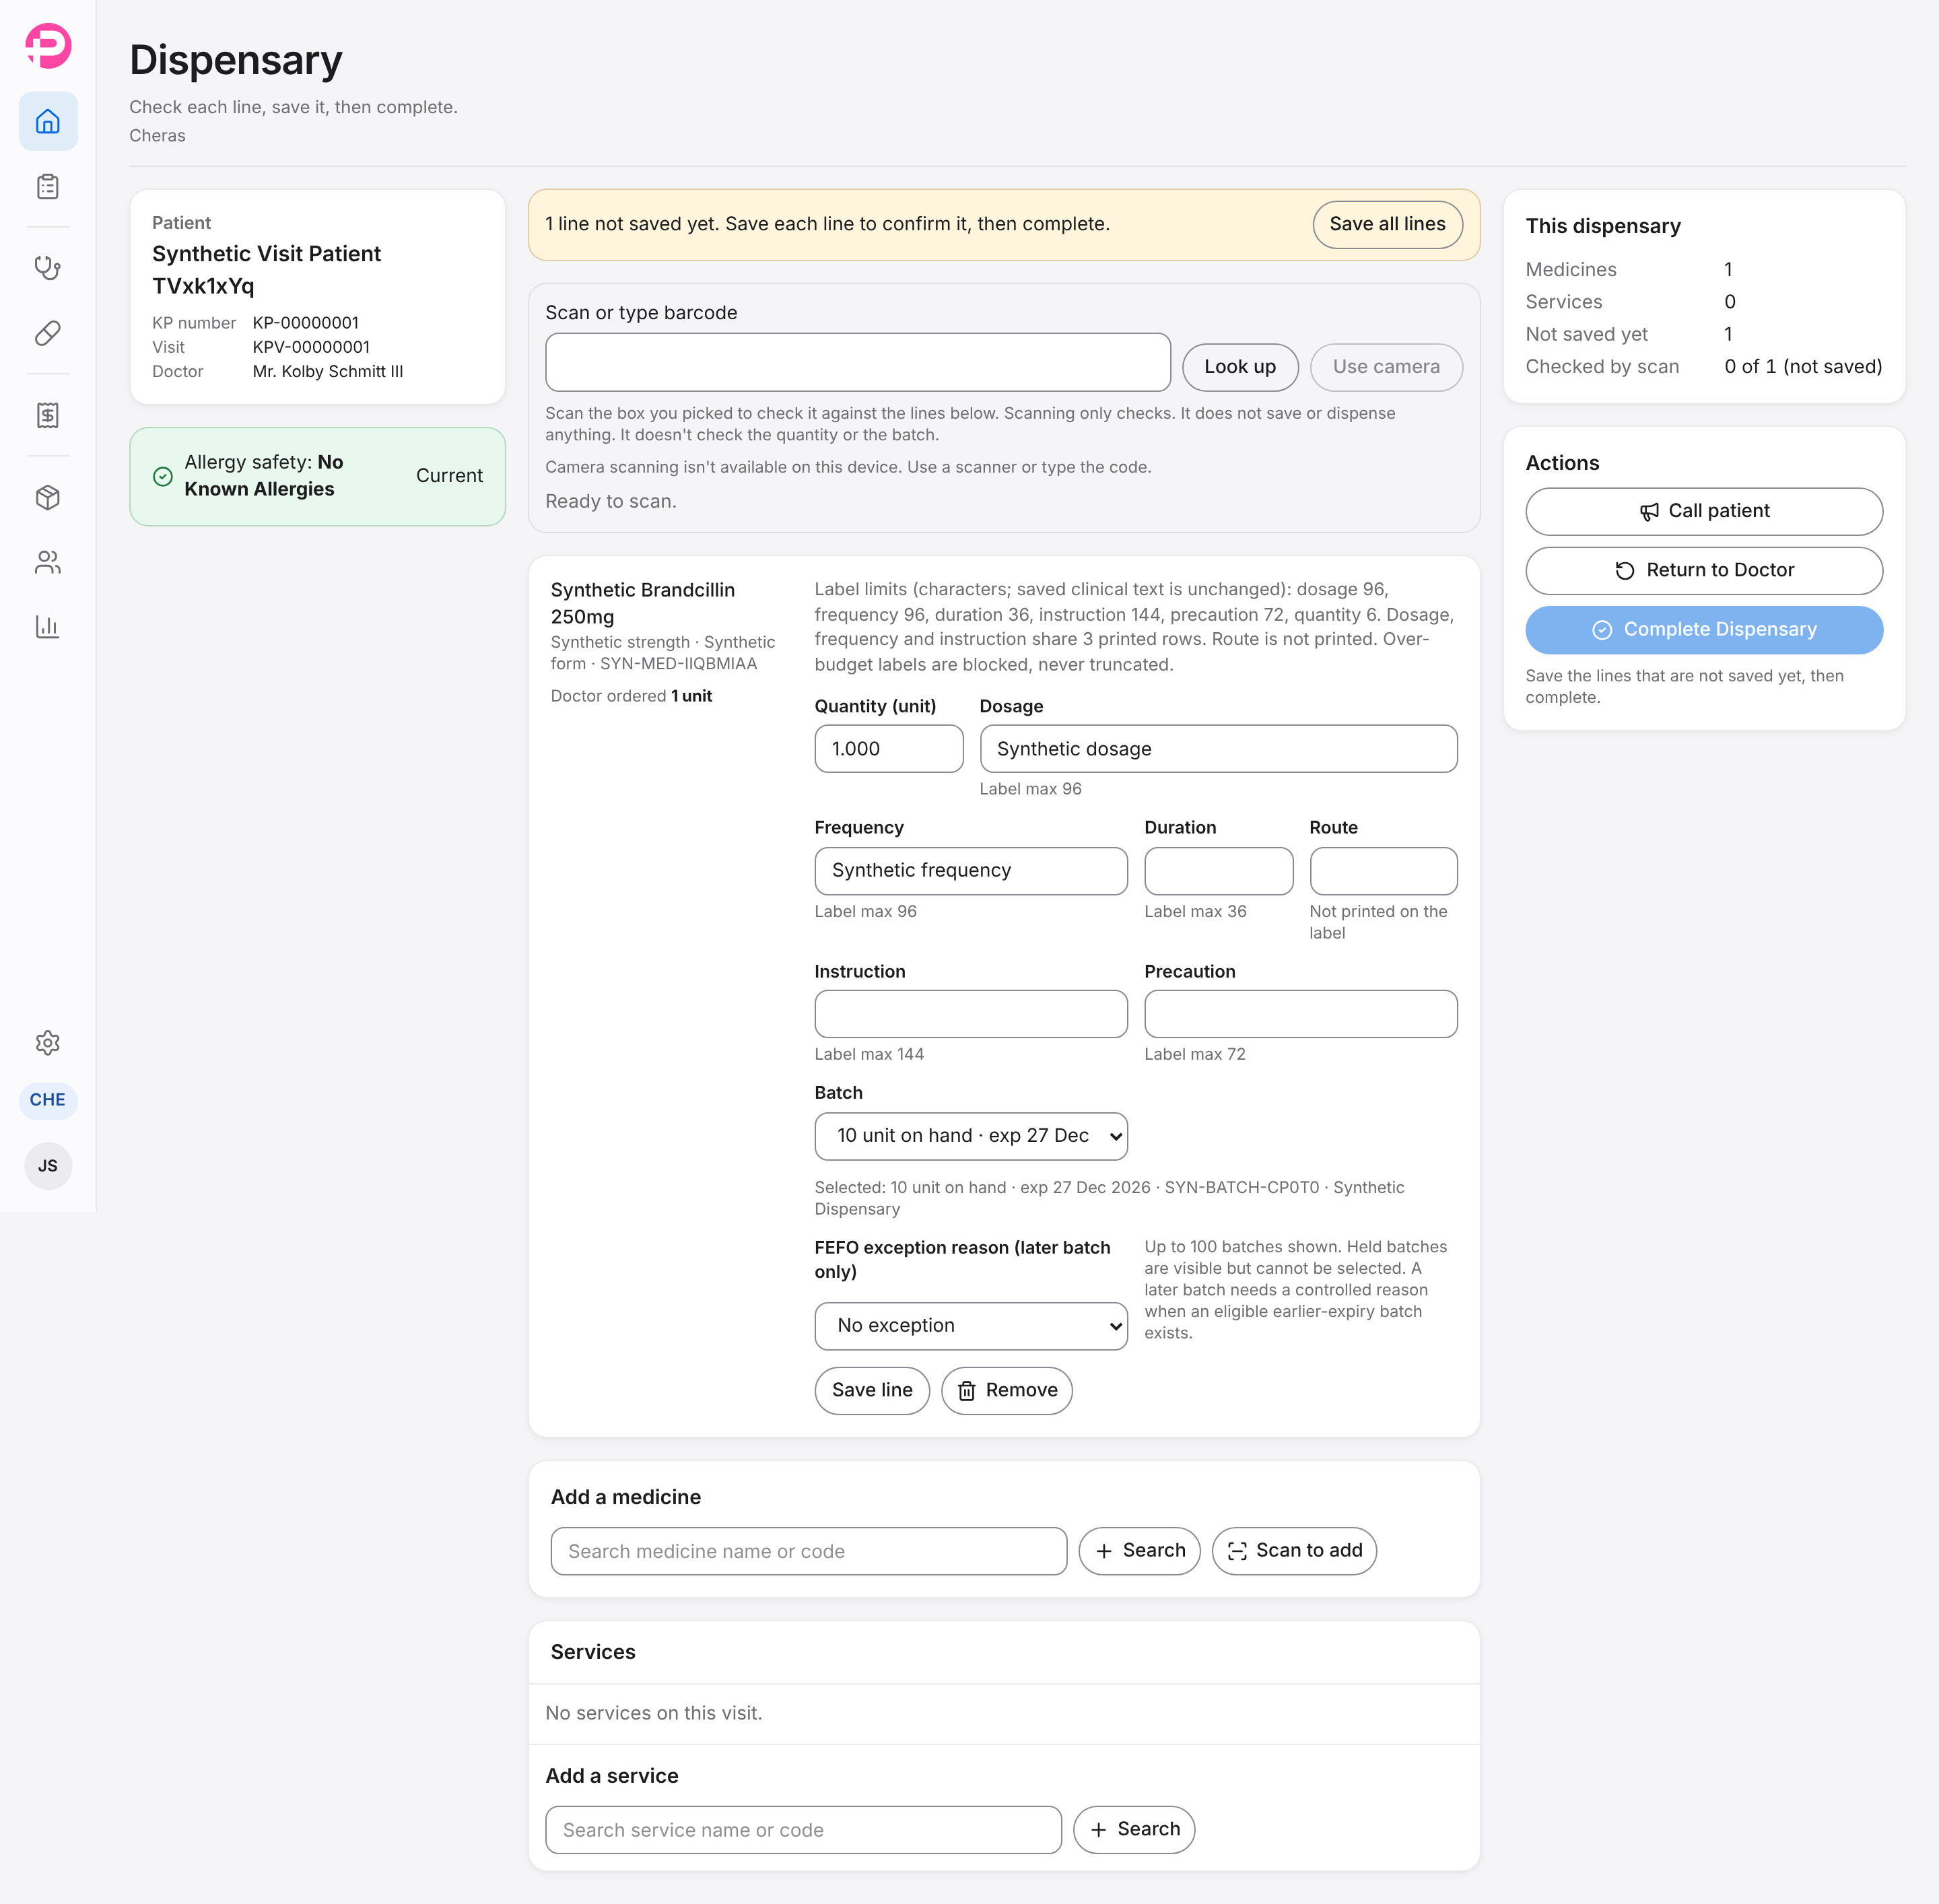 Dispensary
Check each line, save it, then complete.
Cheras
Patient
Synthetic Visit Patient
TVxk1xYq
KP number KP-00000001
Visit KPV-00000001
Doctor Mr. Kolby Schmitt III
Allergy safety: No
Known Allergies
Current
1 line not saved yet. Save each line to confirm it, then complete.
Save all lines
Scan or type barcode
Look up
Use camera
Scan the box you picked to check it against the lines below. Scanning only checks. It does not save or dispense
anything. It doesn't check the quantity or the batch.
Camera scanning isn't available on this device. Use a scanner or type the code.
Ready to scan.
Synthetic Brandcillin
250mg
Synthetic strength · Synthetic
form · SYN-MED-IIQBMIAA
Doctor ordered 1 unit
Label limits (characters; saved clinical text is unchanged): dosage 96,
frequency 96, duration 36, instruction 144, precaution 72, quantity 6. Dosage,
frequency and instruction share 3 printed rows. Route is not printed. Over-
budget labels are blocked, never truncated.
Quantity (unit) Dosage
1.000 Synthetic dosage
Label max 96
Frequency Duration Route
Synthetic frequency
Label max 96 Label max 36 Not printed on the
label
Instruction Precaution
Label max 144 Label max 72
Batch
10 unit on hand · exp 27 Dec
Selected: 10 unit on hand · exp 27 Dec 2026 · SYN-BATCH-CP0T0 · Synthetic
Dispensary
FEFO exception reason (later batch
only)
No exception
Up to 100 batches shown. Held batches
are visible but cannot be selected. A
later batch needs a controlled reason
when an eligible earlier-expiry batch
exists.
Save line
Remove
Add a medicine
Search medicine name or code
Search
Scan to add
Services
No services on this visit.
Add a service
Search service name or code
Search
This dispensary
Medicines 1
Services 0
Not saved yet 1
Checked by scan 0 of 1 (not saved)
Actions
Call patient
Return to Doctor
Complete Dispensary
Save the lines that are not saved yet, then
complete.
CHE
JS